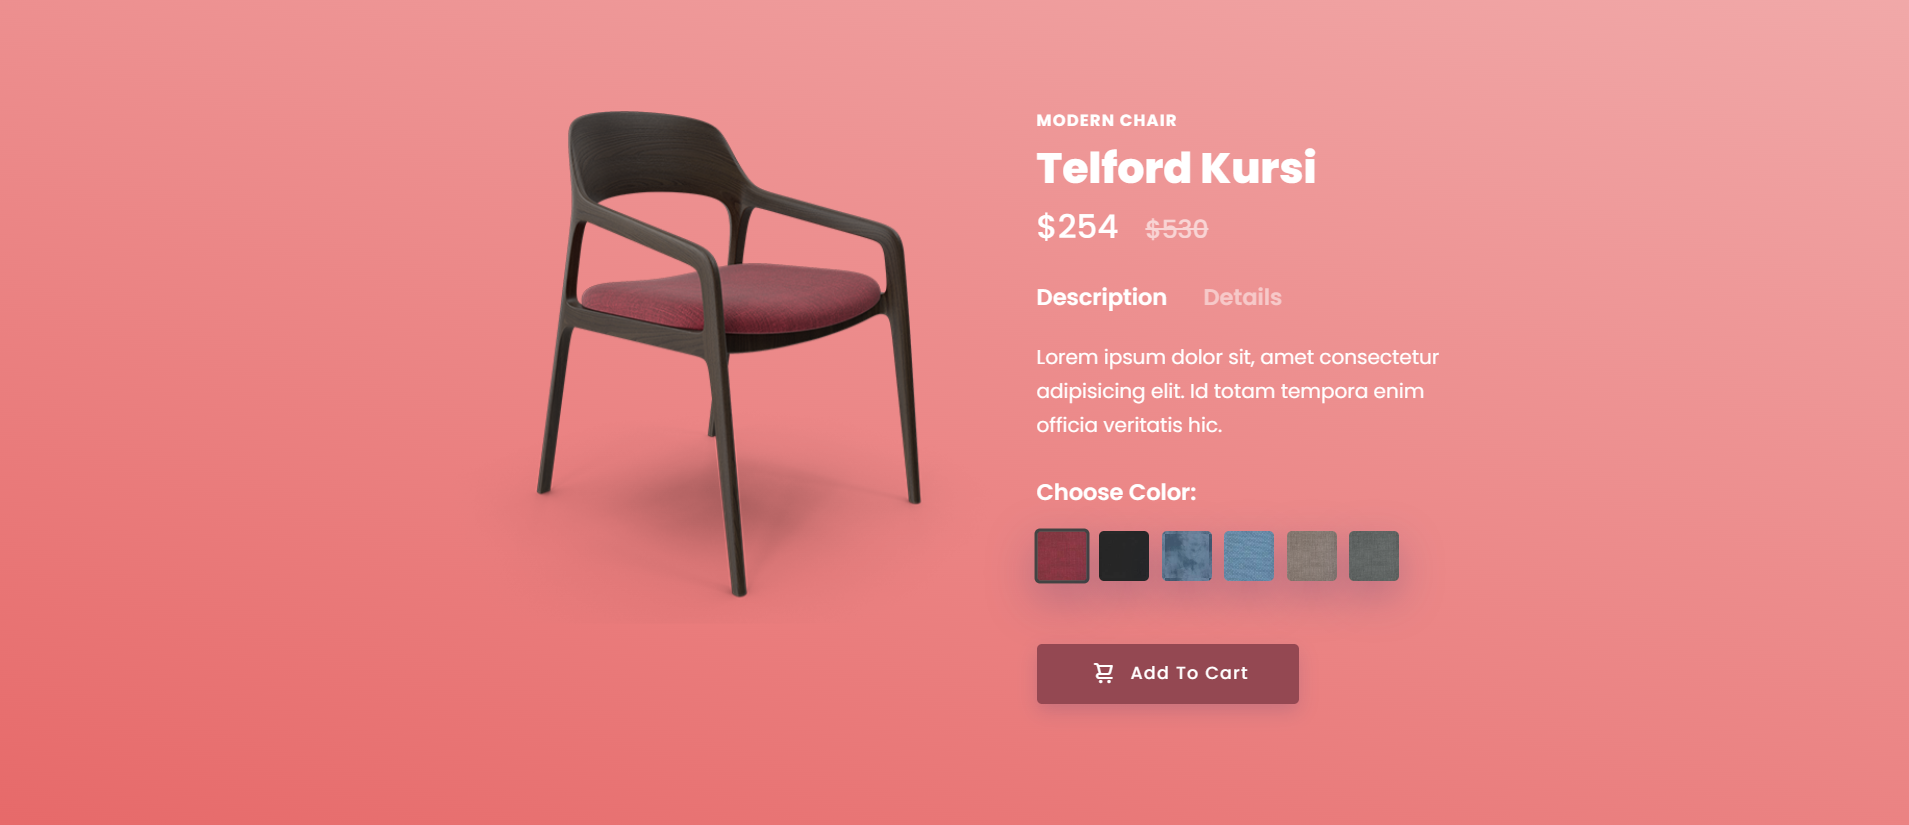 MODERN CHAIR
Telford Kursi
$254 $530
Description Details
Lorem ipsum dolor sit, amet consectetur
adipisicing elit. Id totam tempora enim
officia veritatis hic.
Choose Color:
Add To Cart